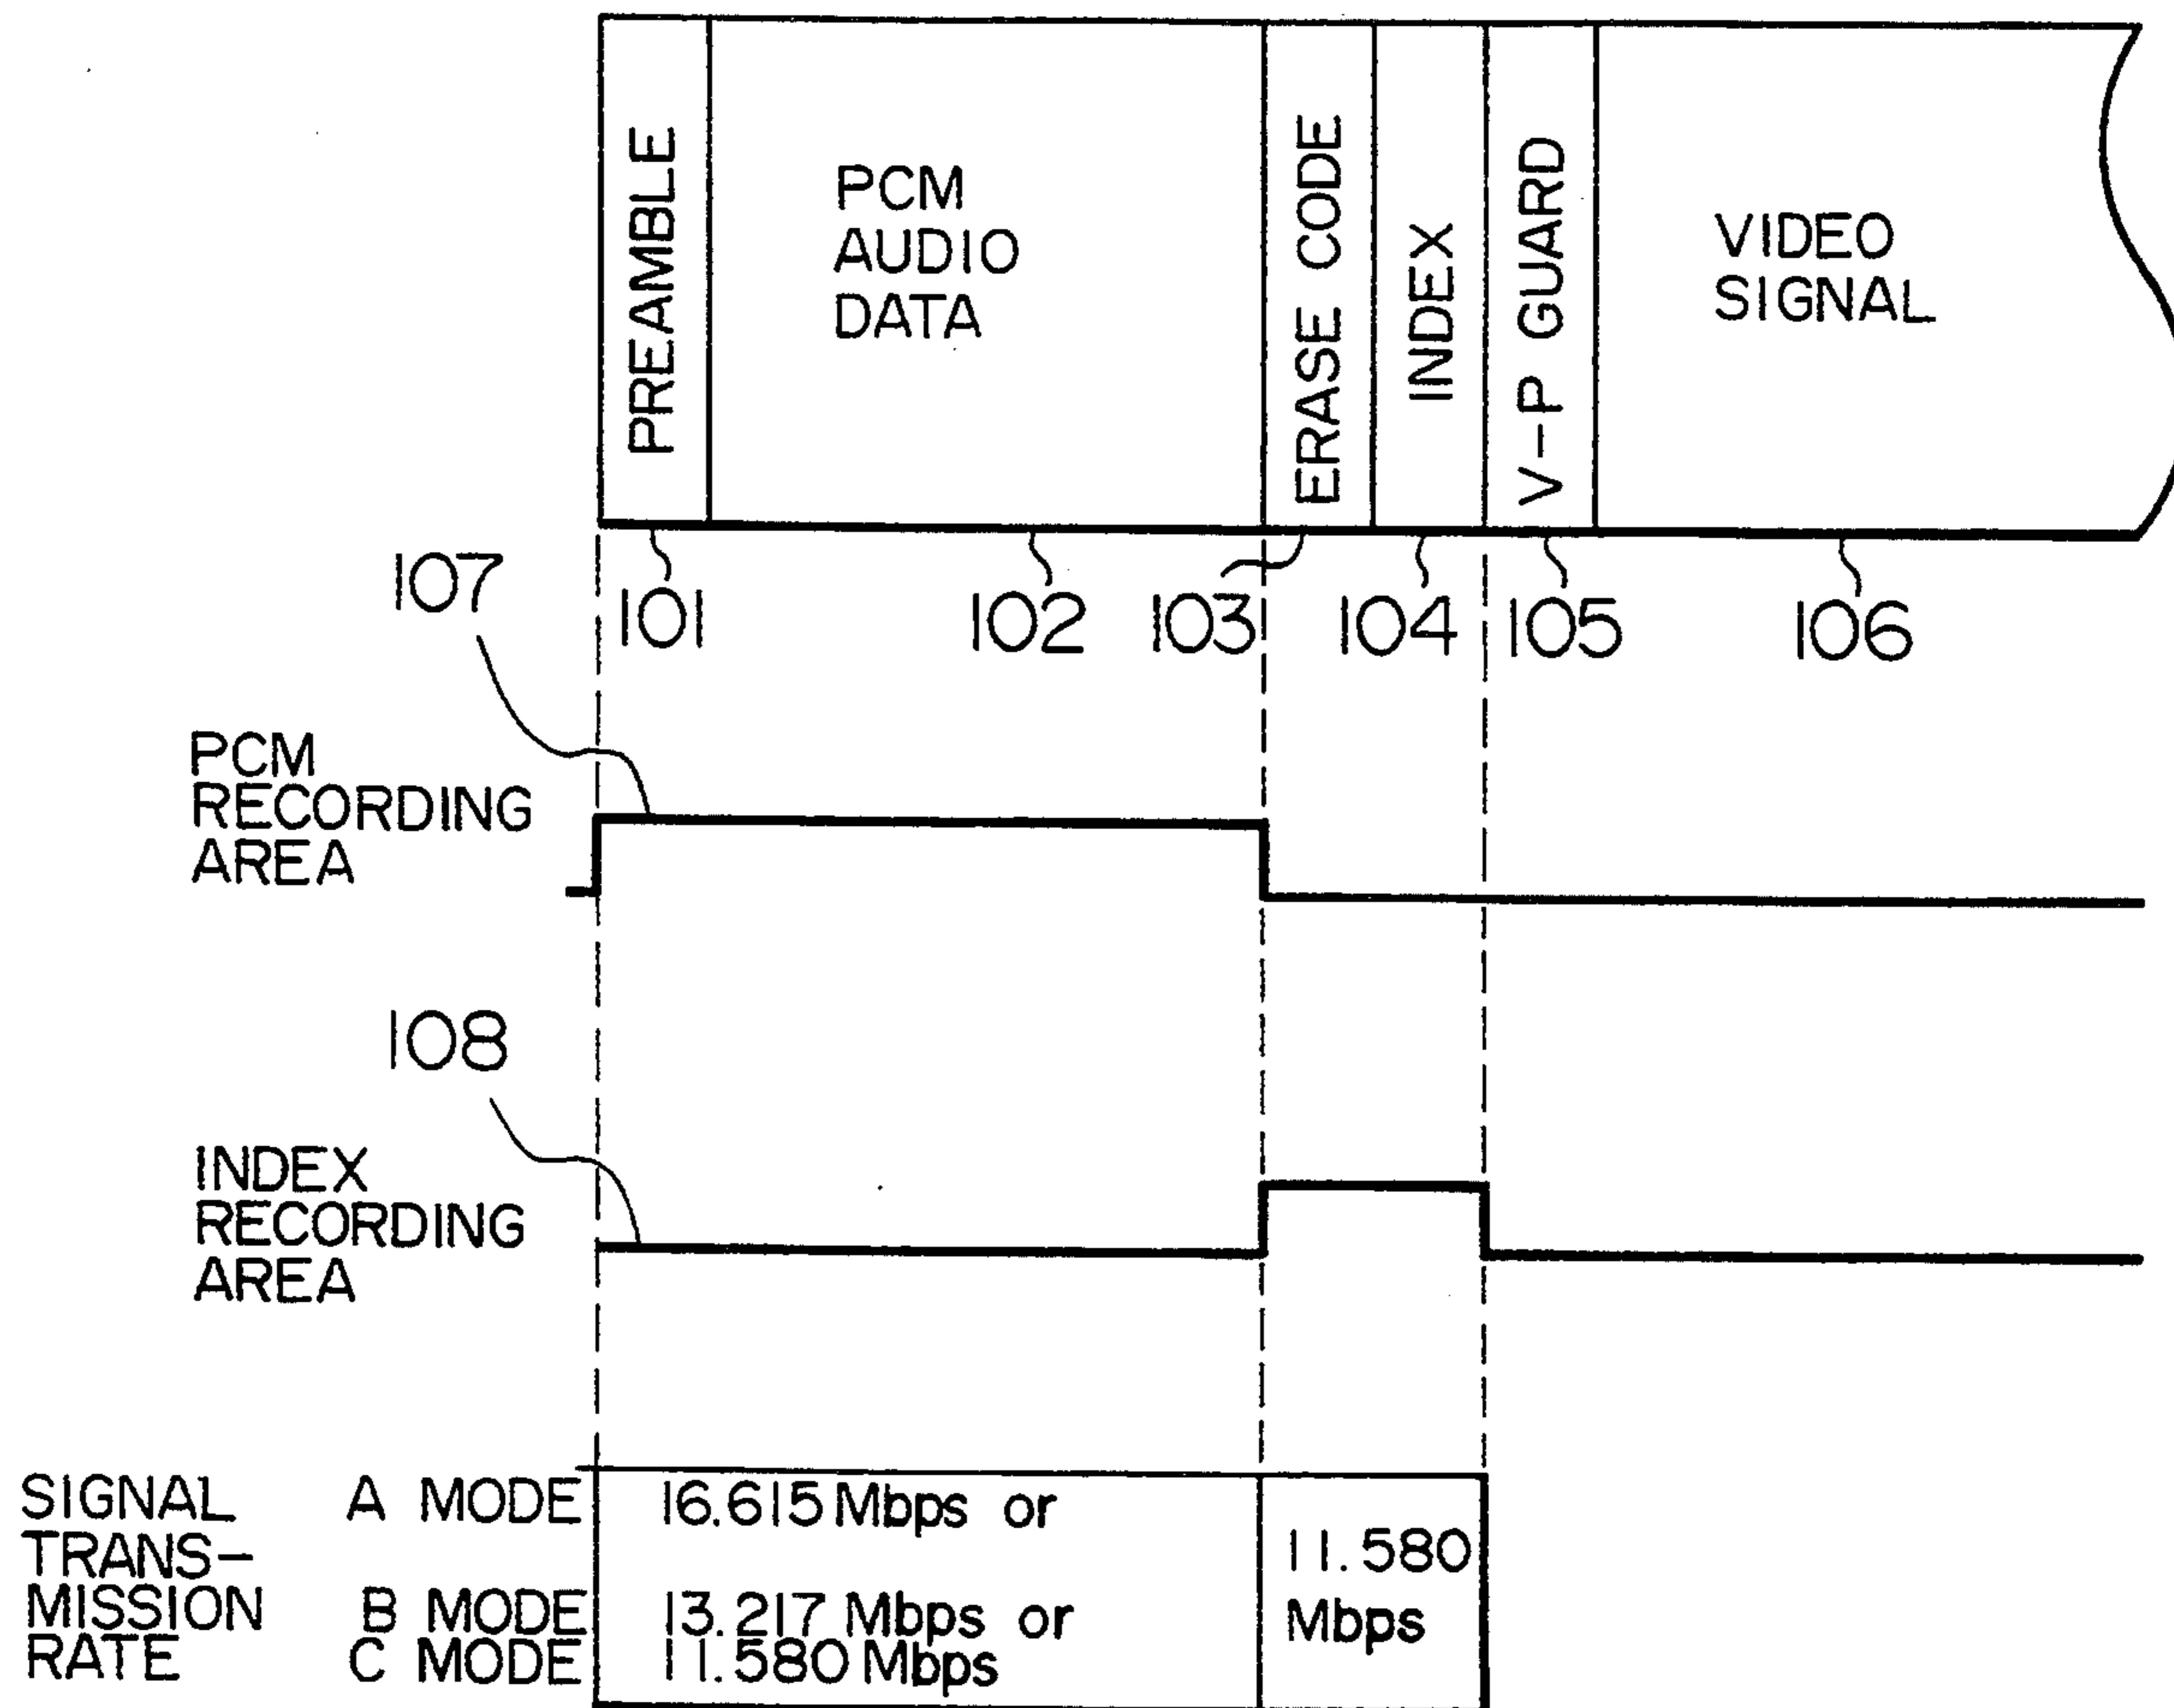 PREAMBLE
PCM
AUDIO
DATA
ERASE CODE
INDEX
V-P GUARD
VIDEO
SIGNAL
107
101
102
103
104
105
106
PCM
RECORDING
AREA
108
INDEX
RECORDING
AREA
SIGNAL
TRANS-
MISSION
RATE
A MODE
16.615 Mbps or
B MODE
13.217 Mbps or
C MODE
11.580 Mbps
11.580
Mbps